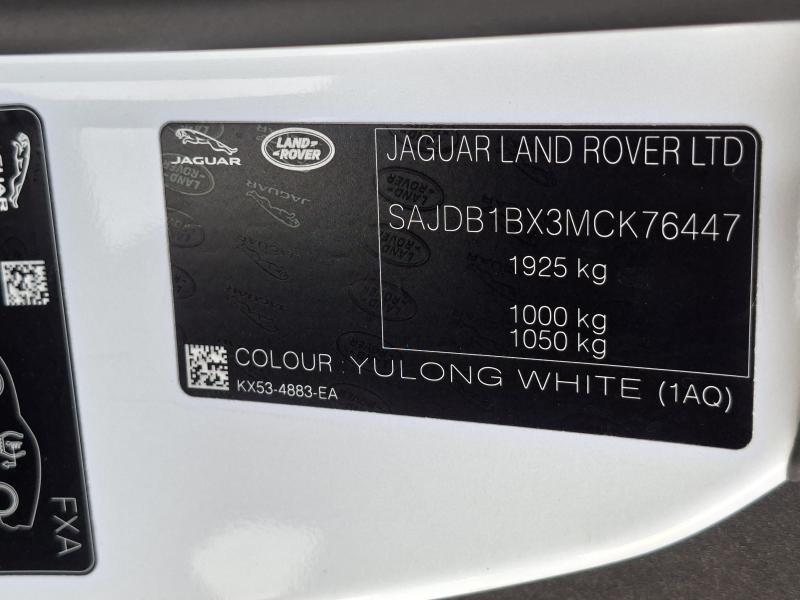 JAGUAR
LAND
ROVER
JAGUAR LAND ROVER LTD
SAJDB1BX3MCK76447
1925 kg
1000 kg
1050 kg
COLOUR : YULONG WHITE (1AQ)
KX53-4883-EA
JAGUAR
FXA